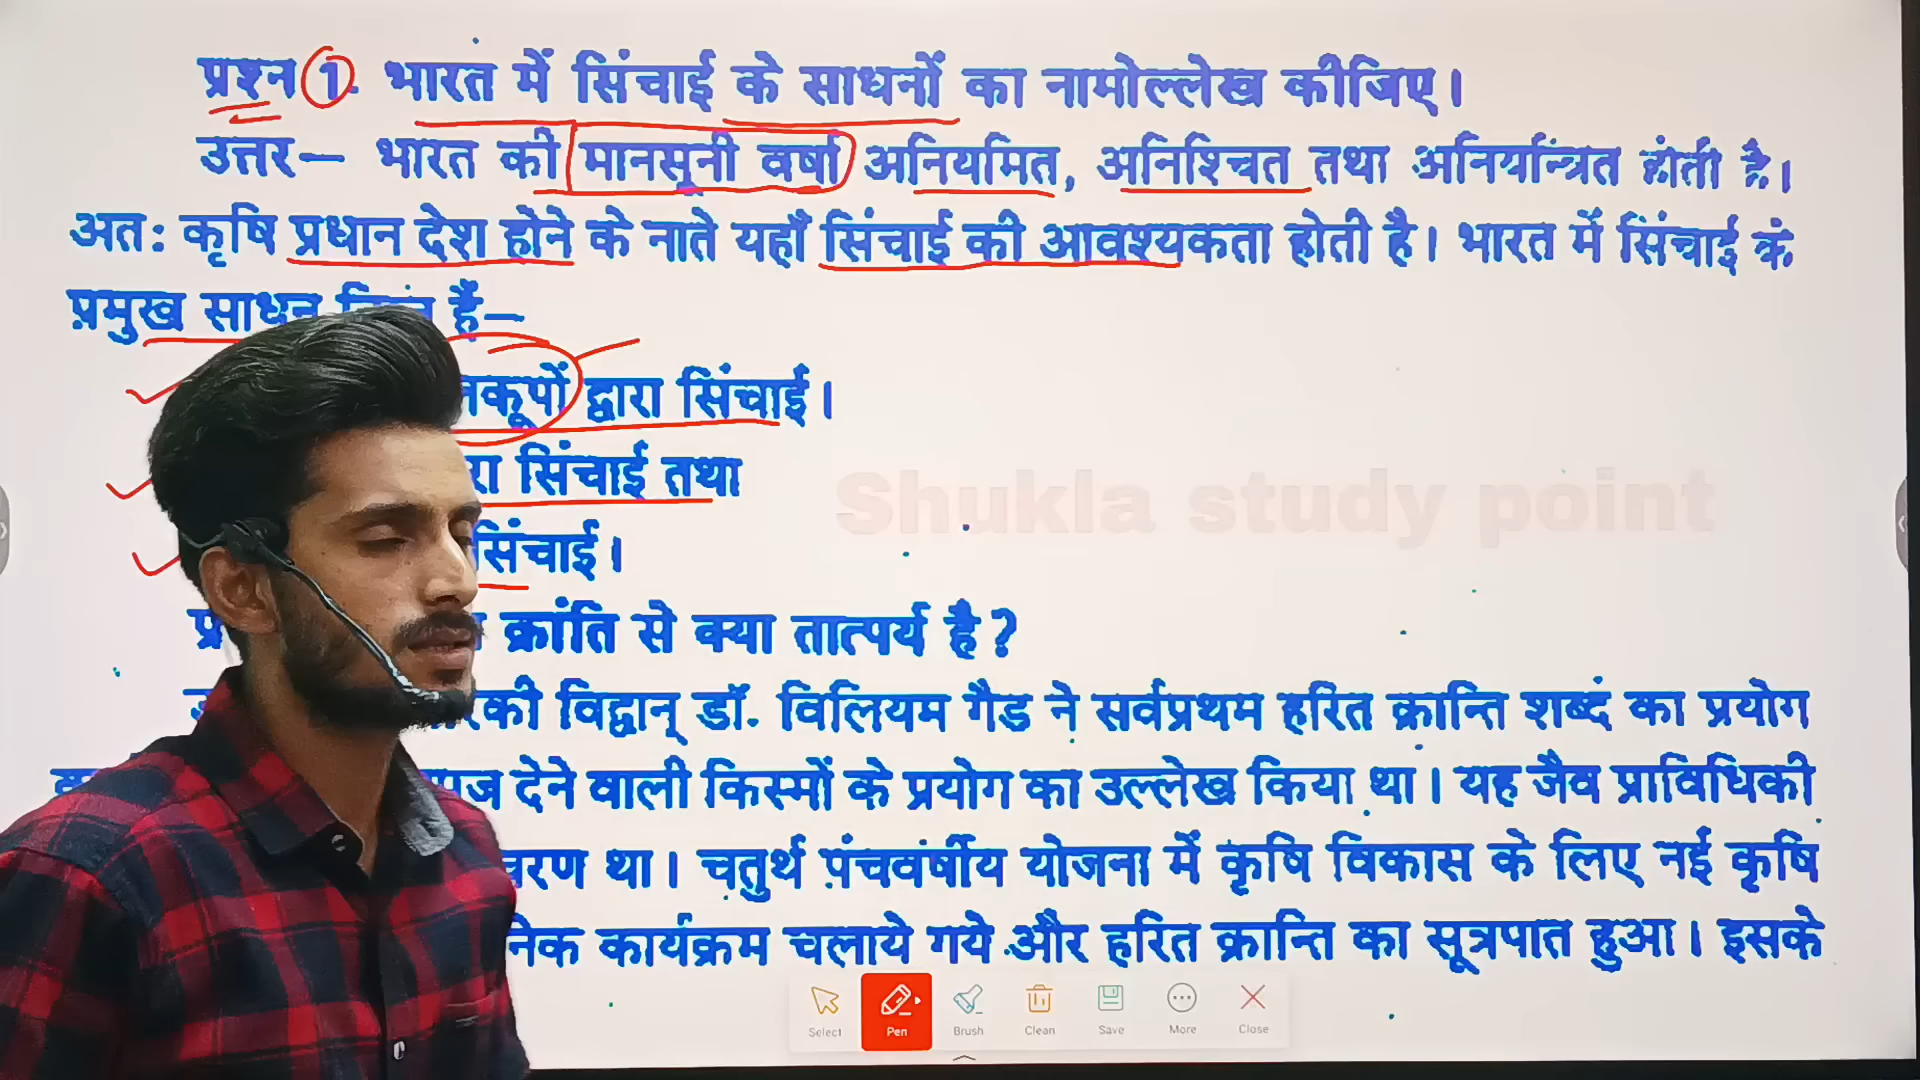 प्रश्न 1. भारत में सिंचाई के साधनों का नामोल्लेख कीजिए।
उत्तर— भारत की मानसूनी वर्षा अनियमित, अनिश्चित तथा अनियन्त्रित होती है।
अतः कृषि प्रधान देश होने के नाते यहाँ सिंचाई की आवश्यकता होती है। भारत में सिंचाई के
प्रमुख साधन हैं—
द्वारा सिंचाई।
सिंचाई तथा
Shukla study point
सिंचाई।
क्रांति से क्या तात्पर्य है?
विद्वान् डॉ. विलियम गैड ने सर्वप्रथम हरित क्रान्ति शब्द का प्रयोग
देने वाली किस्मों के प्रयोग का उल्लेख किया था। यह जैव प्राविधिकी
था। चतुर्थ पंचवर्षीय योजना में कृषि विकास के लिए नई कृषि
कार्यक्रम चलाये गये और हरित क्रान्ति का सूत्रपात हुआ। इसके
Select Pen Brush Clean Save More Close